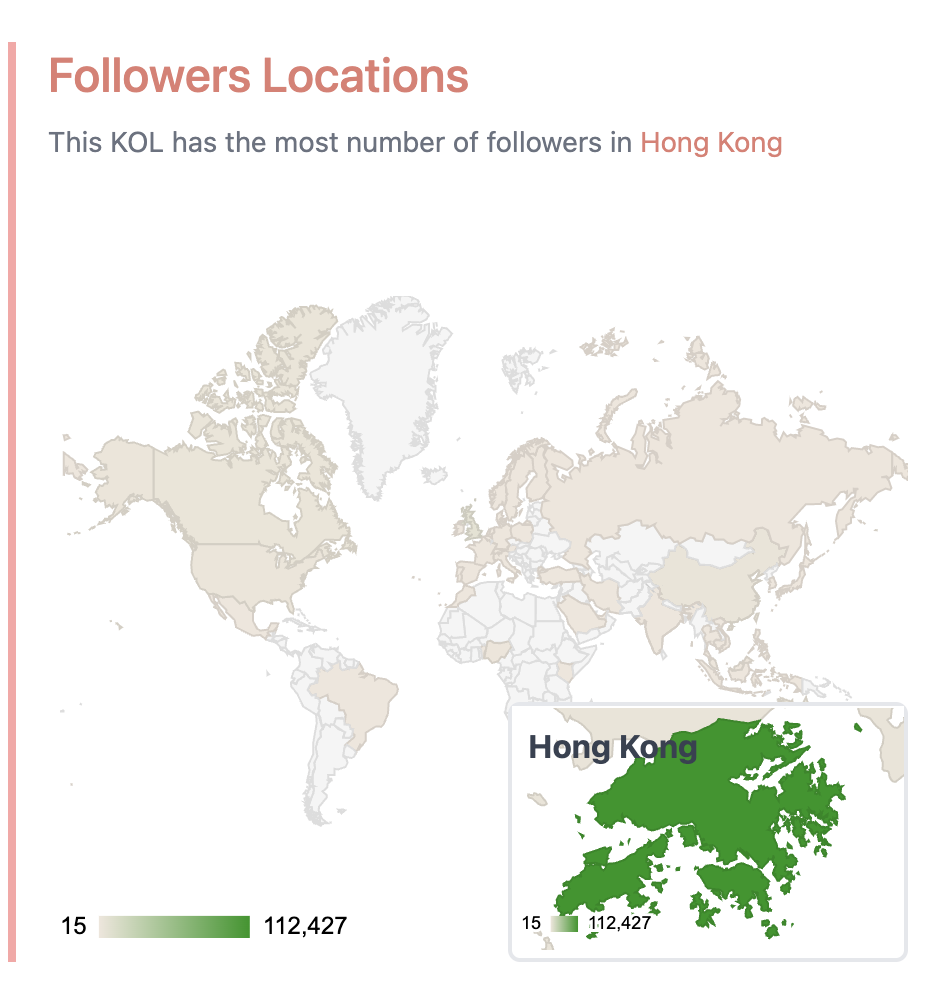 Followers Locations
This KOL has the most number of followers in Hong Kong
Hong Kong
15 112,427
15 112,427